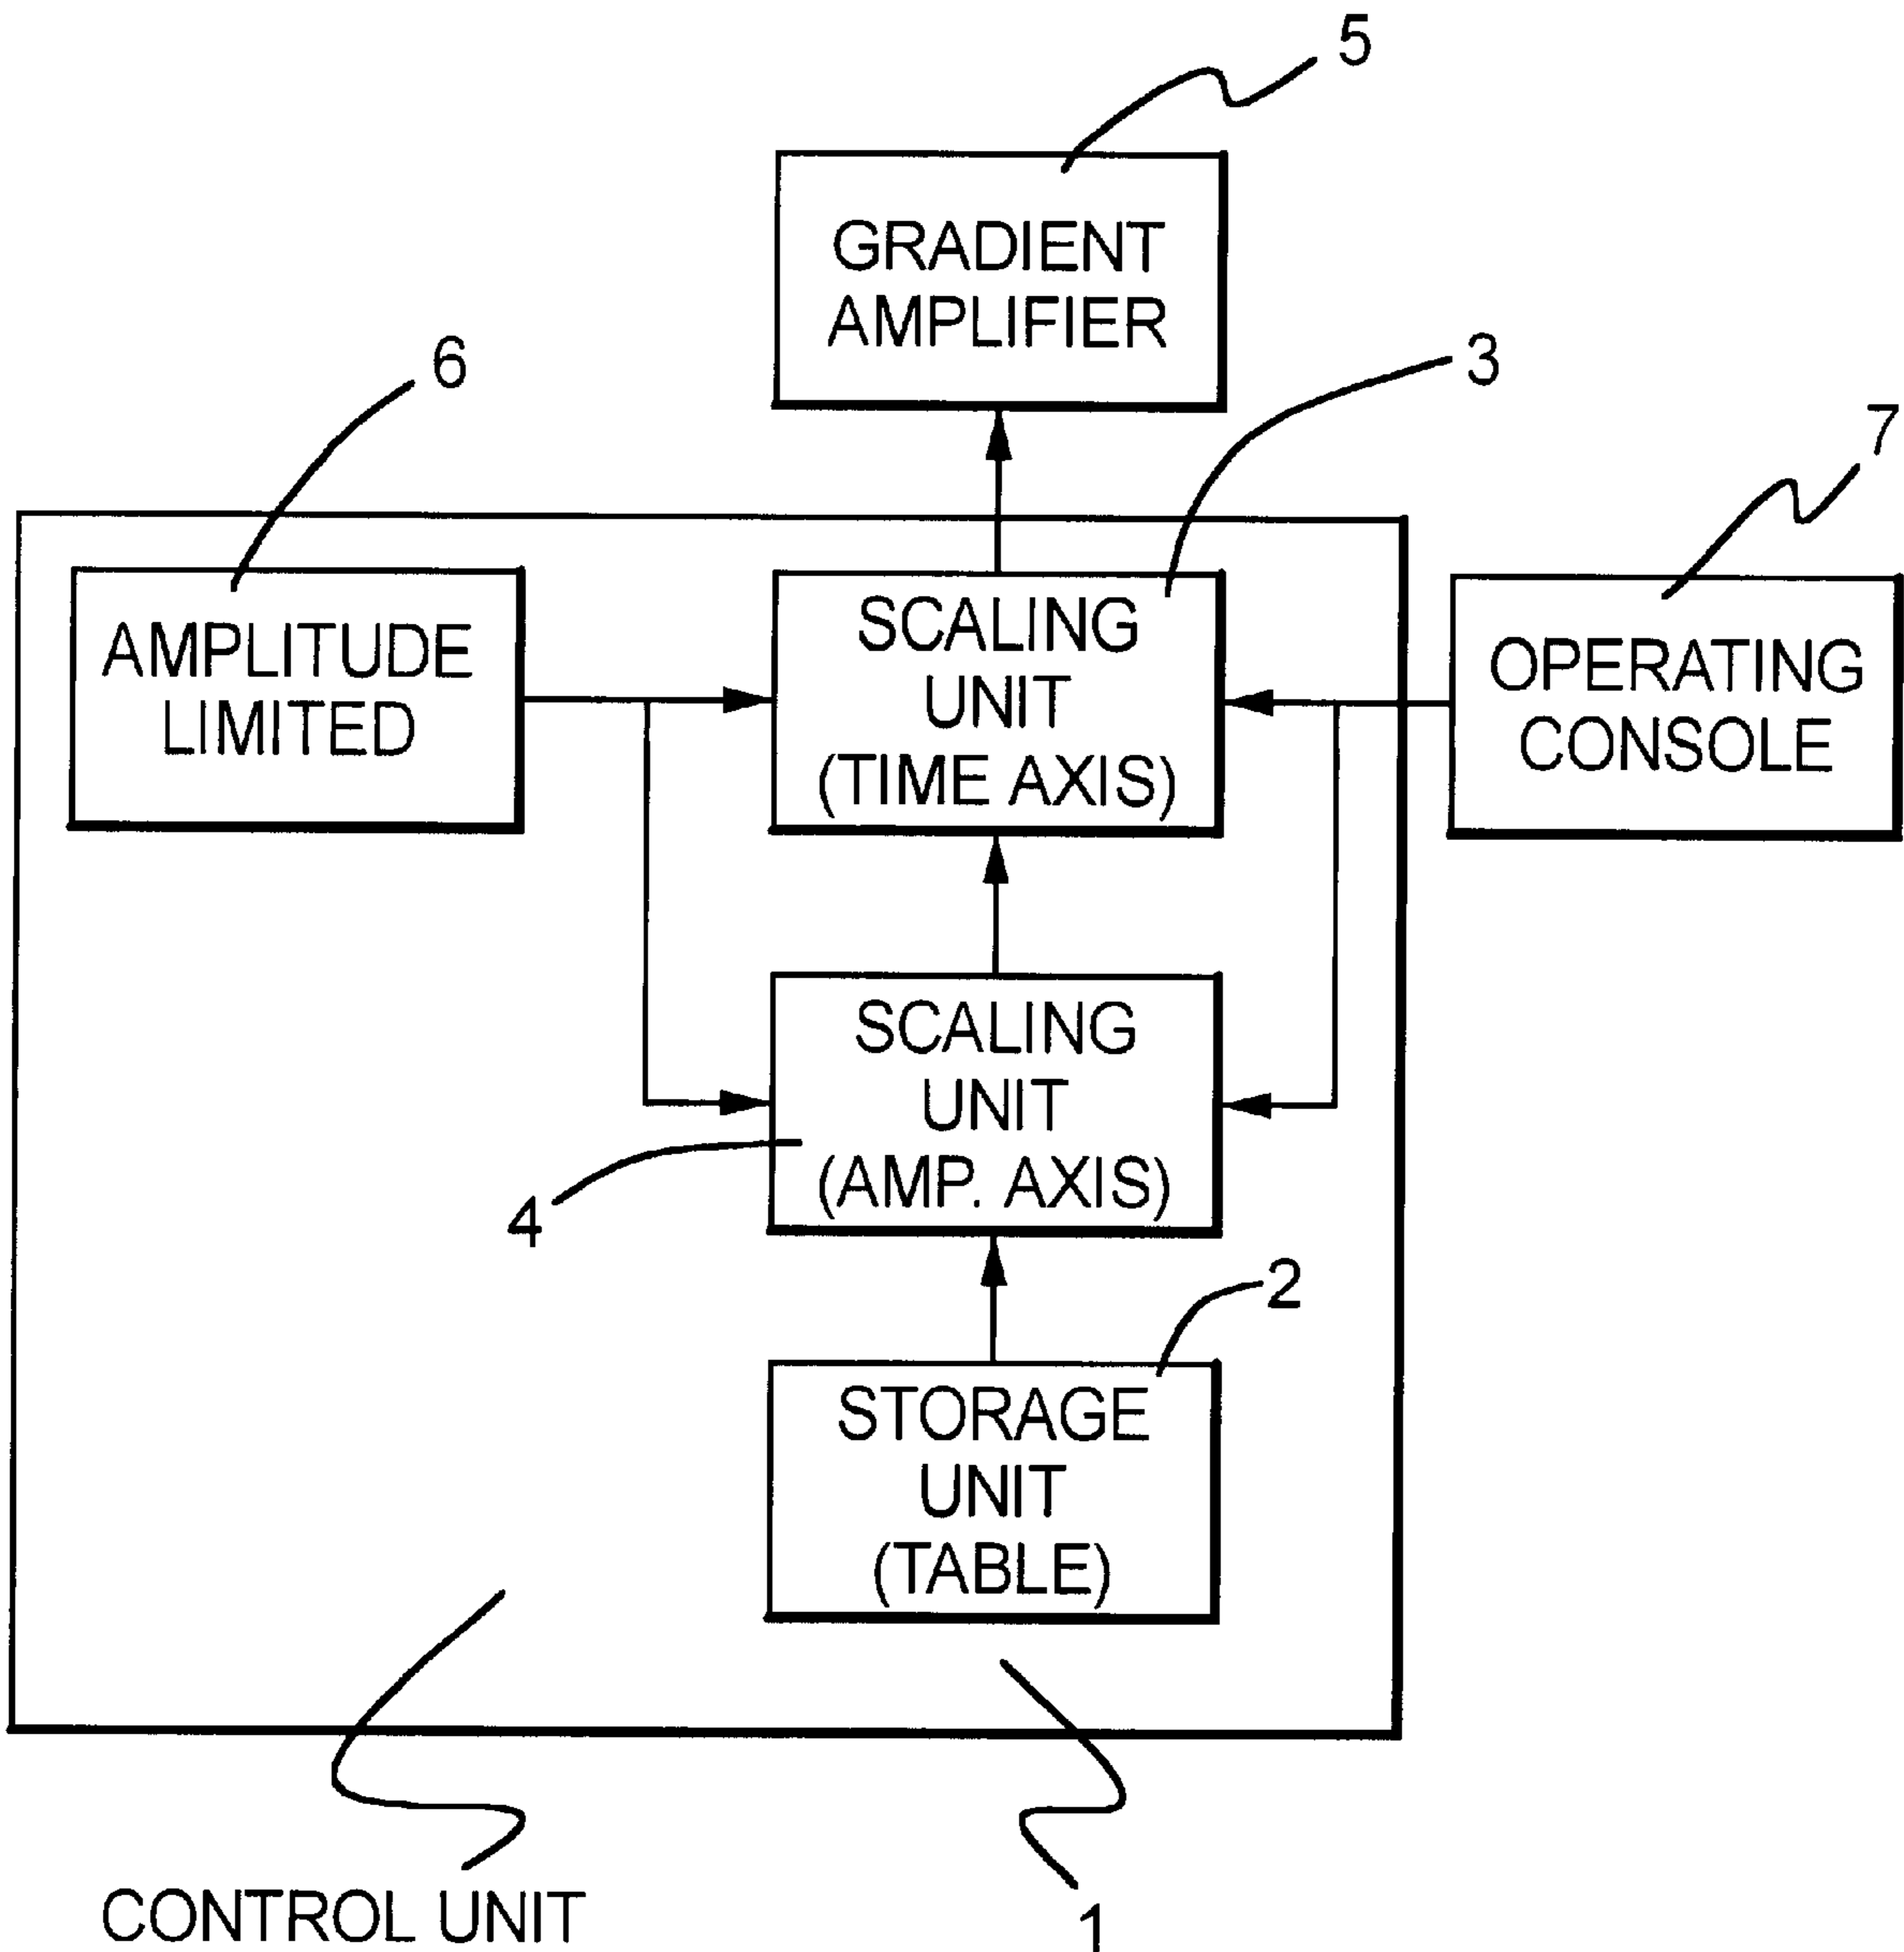 5
GRADIENT
AMPLIFIER
6
3
7
AMPLITUDE
LIMITED
SCALING
UNIT
(TIME AXIS)
OPERATING
CONSOLE
SCALING
UNIT
(AMP. AXIS)
4
2
STORAGE
UNIT
(TABLE)
CONTROL UNIT
1